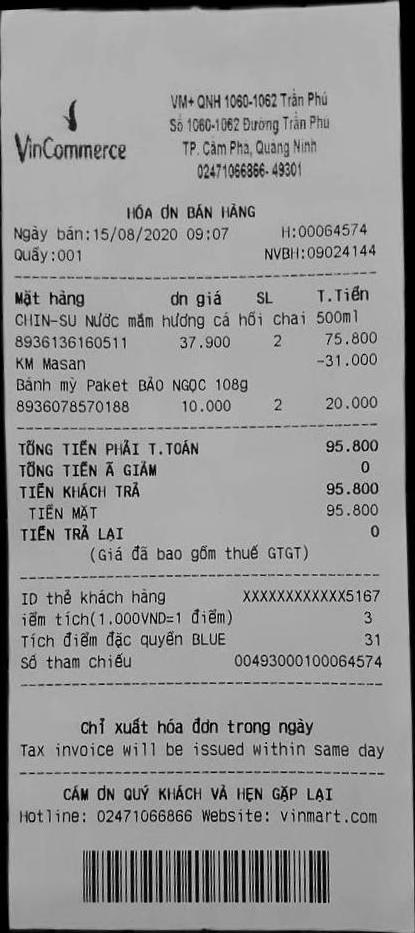 VinCommerce
VM+ QNH 1060-1062 Trần Phú
Số 1060-1062 Đường Trần Phú
TP. Cẩm Phả, Quảng Ninh
02471066866- 49301
HÓA ƠN BÁN HÀNG
Ngày bán:15/08/2020 09:07 H:00064574
Quầy:001 NVBH:09024144
Mặt hàng ơn giá SL T.Tiền
CHIN-SU Nước mắm hương cá hồi chai 500ml
8936136160511 37.900 2 75.800
KM Masan -31.000
Bánh mỳ Paket BẢO NGỌC 108g
8936078570188 10.000 2 20.000
TỔNG TIỀN PHẢI T.TOÁN 95.800
TỔNG TIỀN Ã GIẢM 0
TIỀN KHÁCH TRẢ 95.800
TIỀN MẶT 95.800
TIỀN TRẢ LẠI 0
(Giá đã bao gồm thuế GTGT)
ID thẻ khách hàng XXXXXXXXXXXX5167
iểm tích(1.000VND=1 điểm) 3
Tích điểm đặc quyền BLUE 31
Số tham chiếu 00493000100064574
Chỉ xuất hóa đơn trong ngày
Tax invoice will be issued within same day
CÁM ƠN QUÝ KHÁCH VÀ HẸN GẶP LẠI
Hotline: 02471066866 Website: vinmart.com